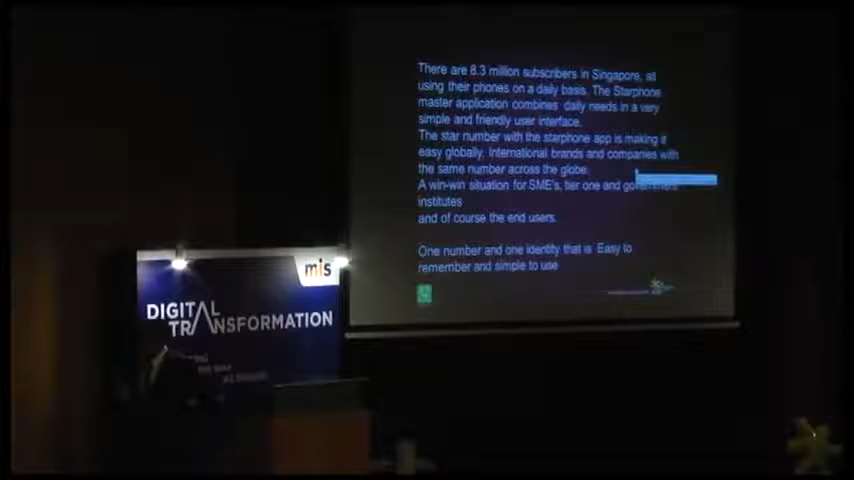 There are 8.3 million subscribers in Singapore, all
using their phones on a daily basis. The Starphone
master application combines daily needs in a very
simple and friendly user interface.
The star number with the starphone app is making it
easy globally. International brands and companies with
the same number across the globe.
A win-win situation for SME's, tier one and government
institutes
and of course the end users.
One number and one identity that is Easy to
remember and simple to use
mis
DIGITAL
TRANSFORMATION